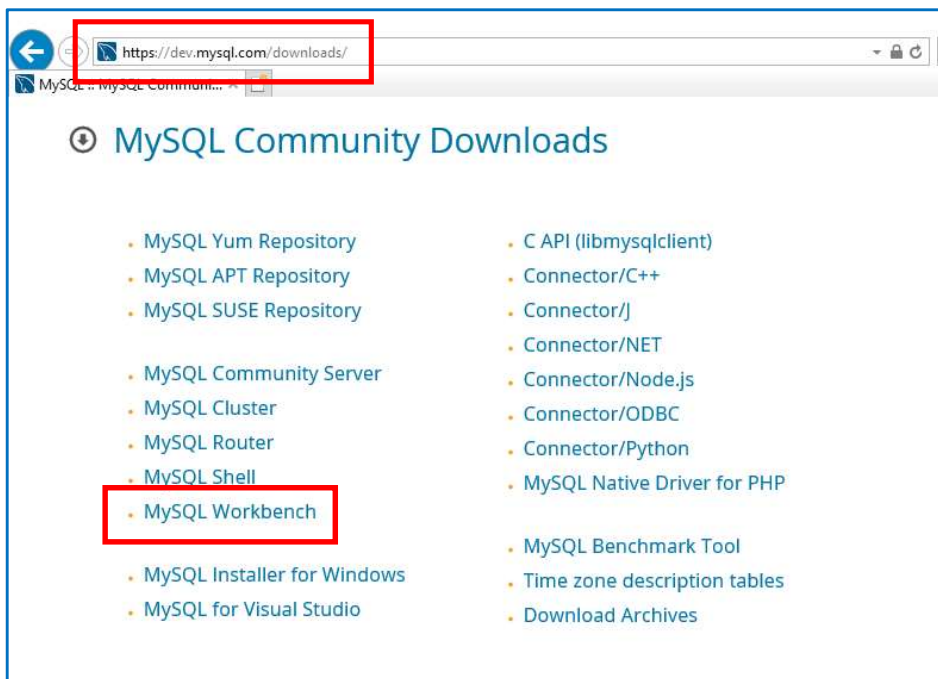 https://dev.mysql.com/downloads/
MySQL :: MySQL Communi...
MySQL Community Downloads
MySQL Yum Repository
MySQL APT Repository
MySQL SUSE Repository
MySQL Community Server
MySQL Cluster
MySQL Router
MySQL Shell
MySQL Workbench
MySQL Installer for Windows
MySQL for Visual Studio
C API (libmysqlclient)
Connector/C++
Connector/J
Connector/NET
Connector/Node.js
Connector/ODBC
Connector/Python
MySQL Native Driver for PHP
MySQL Benchmark Tool
Time zone description tables
Download Archives